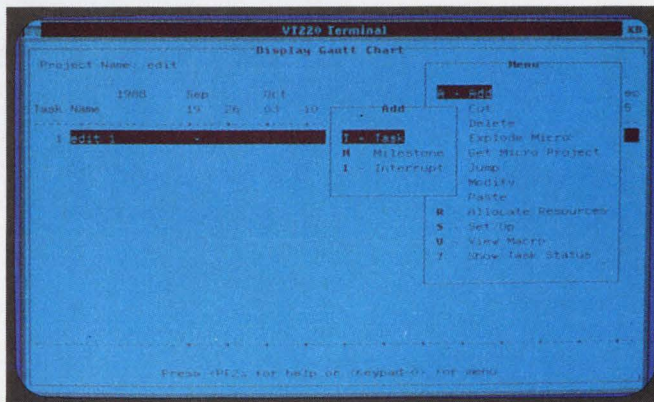 VT220 Terminal
KB
Display Gantt Chart
Project Name: edit
1988 Sep Oct
Task Name 19 26 03 10
1 edit 1
Add
T - Task
M - Milestone
I - Interrupt
Menu
A - Add
Cut
Delete
Explode Micro
Get Micro Project
Jump
Modify
Paste
R - Allocate Resources
S - Set Up
V - View Macro
? - Show Task Status
Press <PF2> for help or <Keypad-0> for menu